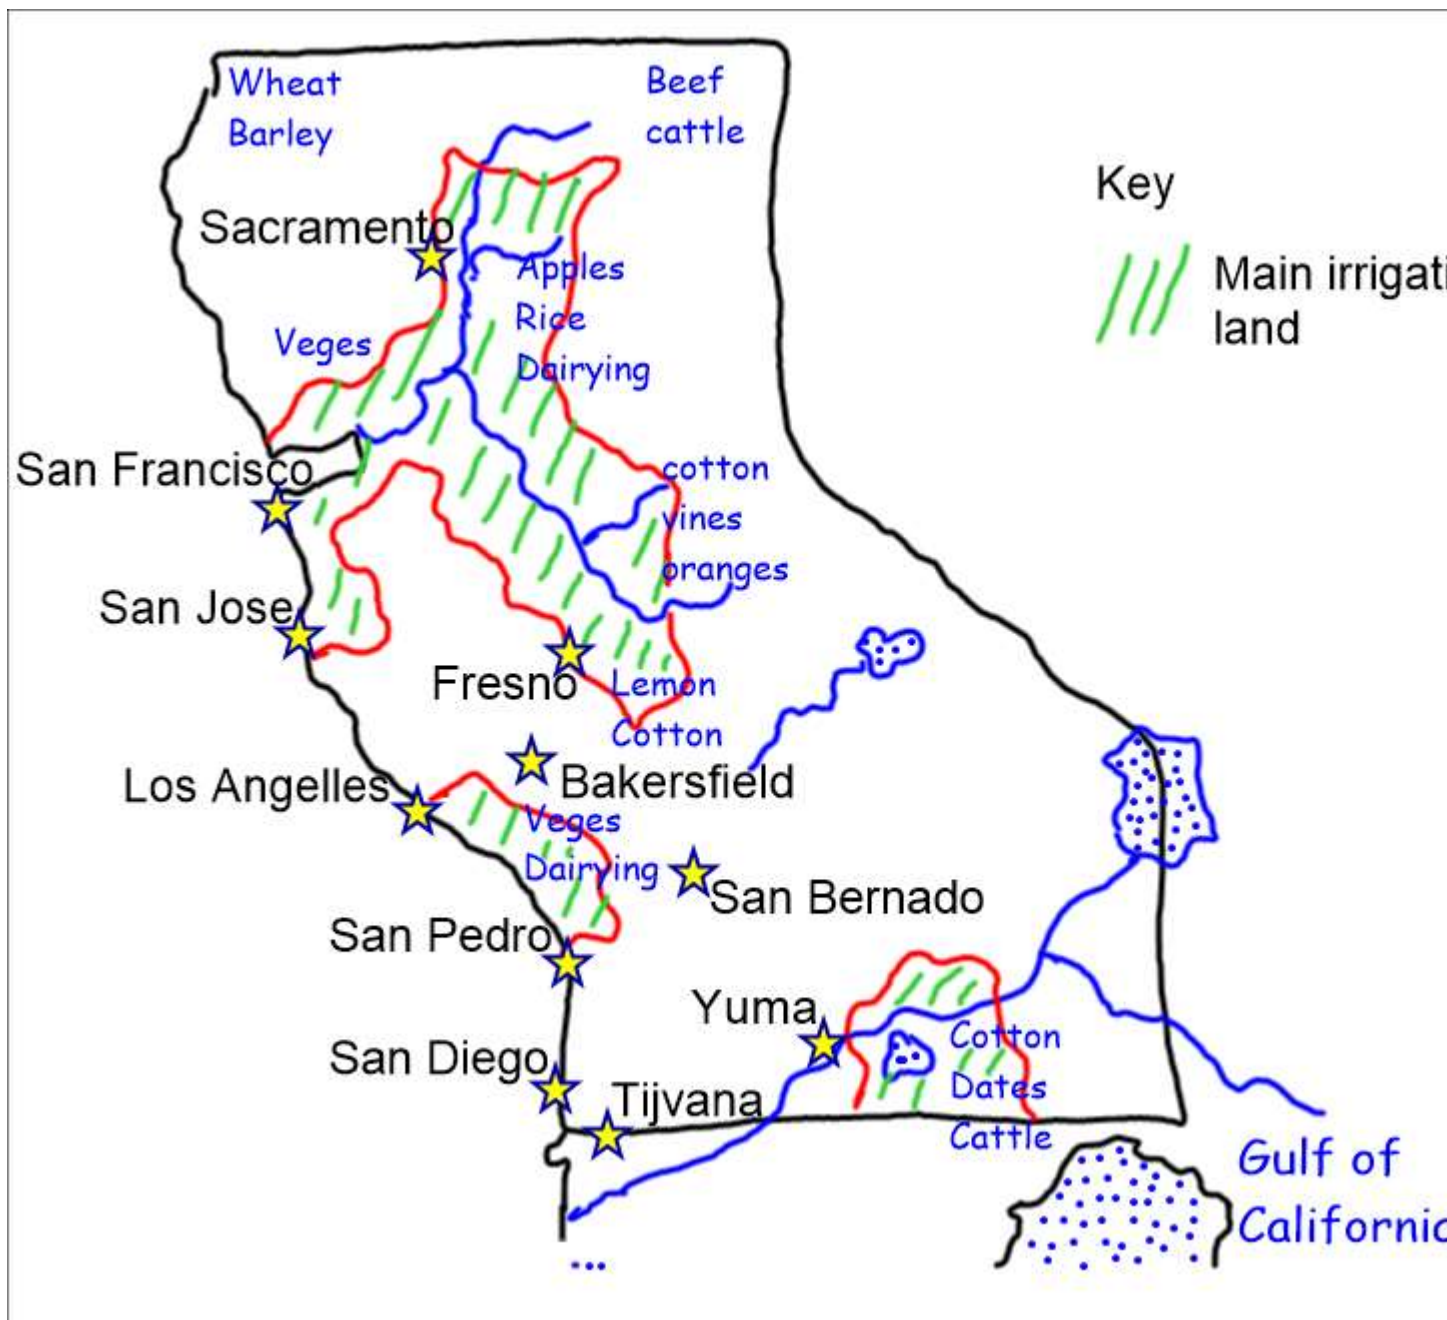 Wheat
Barley
Beef
cattle
Key
Main irrigati
land
Sacramento
Apples
Rice
Dairying
Veges
San Francisco
cotton
vines
oranges
San Jose
Fresno
Lemon
Cotton
Bakersfield
Los Angelles
Veges
Dairying
San Bernado
San Pedro
Yuma
Cotton
Dates
Cattle
San Diego
Tijvana
Gulf of
Californic